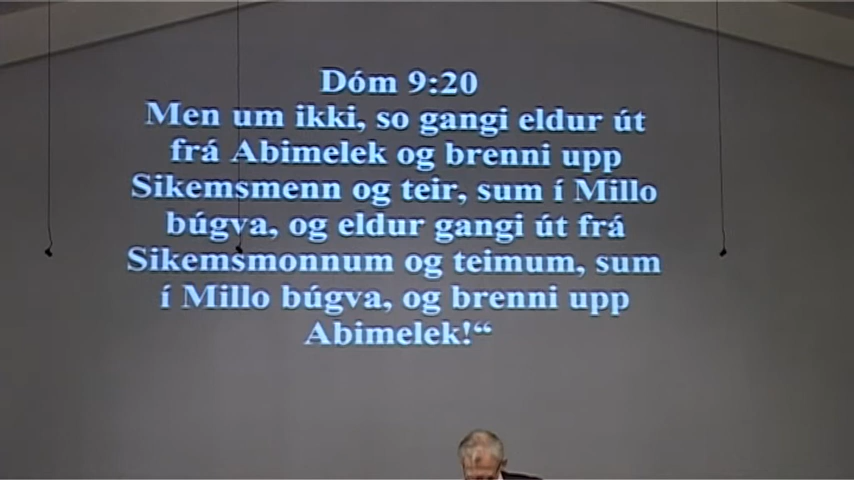 Dóm 9:20
Men um ikki, so gangi eldur út
frá Abimelek og brenni upp
Sikemsmenn og teir, sum í Millo
búgva, og eldur gangi út frá
Sikemsmonnum og teimum, sum
í Millo búgva, og brenni upp
Abimelek!“